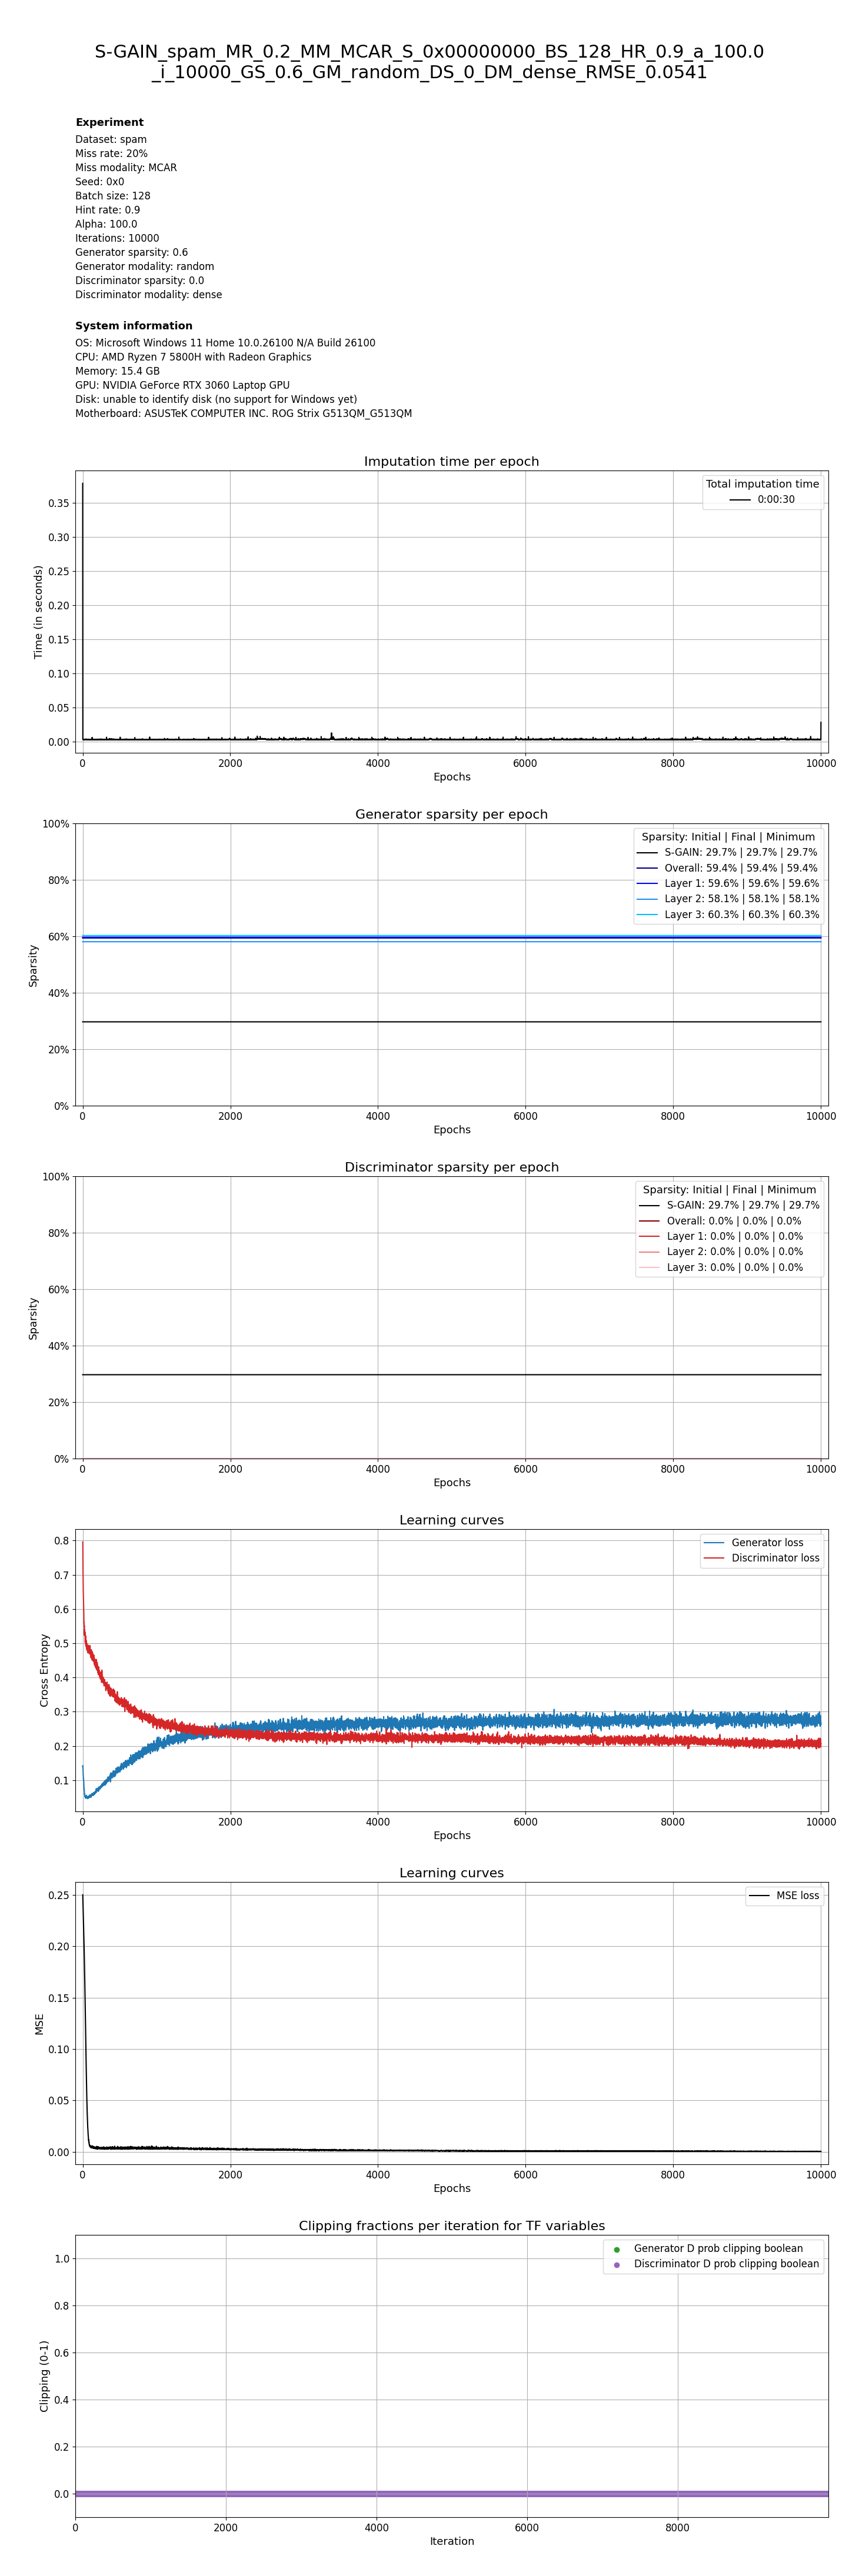 S-GAIN_spam_MR_0.2_MM_MCAR_S_0x00000000_BS_128_HR_0.9_a_100.0
_i_10000_GS_0.6_GM_random_DS_0_DM_dense_RMSE_0.0541
Experiment
Dataset: spam
Miss rate: 20%
Miss modality: MCAR
Seed: 0x0
Batch size: 128
Hint rate: 0.9
Alpha: 100.0
Iterations: 10000
Generator sparsity: 0.6
Generator modality: random
Discriminator sparsity: 0.0
Discriminator modality: dense
System information
OS: Microsoft Windows 11 Home 10.0.26100 N/A Build 26100
CPU: AMD Ryzen 7 5800H with Radeon Graphics
Memory: 15.4 GB
GPU: NVIDIA GeForce RTX 3060 Laptop GPU
Disk: unable to identify disk (no support for Windows yet)
Motherboard: ASUSTeK COMPUTER INC. ROG Strix G513QM_G513QM
Imputation time per epoch
Total imputation time
0:00:30
0.35
0.30
0.25
0.20
0.15
0.10
0.05
0.00
Time (in seconds)
0 2000 4000 6000 8000 10000
Epochs
Generator sparsity per epoch
Sparsity: Initial | Final | Minimum
S-GAIN: 29.7% | 29.7% | 29.7%
Overall: 59.4% | 59.4% | 59.4%
Layer 1: 59.6% | 59.6% | 59.6%
Layer 2: 58.1% | 58.1% | 58.1%
Layer 3: 60.3% | 60.3% | 60.3%
100%
80%
60%
40%
20%
0%
Sparsity
0 2000 4000 6000 8000 10000
Epochs
Discriminator sparsity per epoch
Sparsity: Initial | Final | Minimum
S-GAIN: 29.7% | 29.7% | 29.7%
Overall: 0.0% | 0.0% | 0.0%
Layer 1: 0.0% | 0.0% | 0.0%
Layer 2: 0.0% | 0.0% | 0.0%
Layer 3: 0.0% | 0.0% | 0.0%
100%
80%
60%
40%
20%
0%
Sparsity
0 2000 4000 6000 8000 10000
Epochs
Learning curves
Generator loss
Discriminator loss
0.8
0.7
0.6
0.5
0.4
0.3
0.2
0.1
Cross Entropy
0 2000 4000 6000 8000 10000
Epochs
Learning curves
MSE loss
0.25
0.20
0.15
0.10
0.05
0.00
MSE
0 2000 4000 6000 8000 10000
Epochs
Clipping fractions per iteration for TF variables
Generator D prob clipping boolean
Discriminator D prob clipping boolean
1.0
0.8
0.6
0.4
0.2
0.0
Clipping (0-1)
0 2000 4000 6000 8000
Iteration